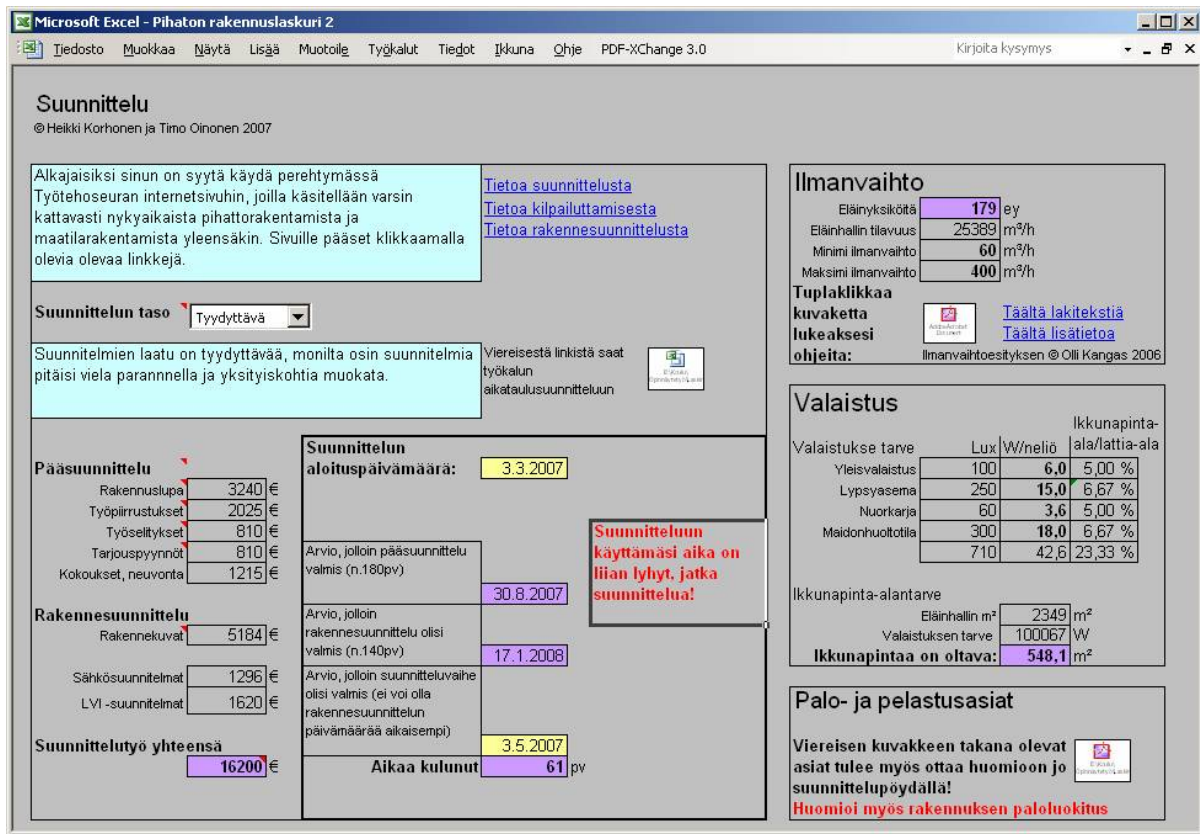 Microsoft Excel - Pihaton rakennuslaskuri 2
Tiedosto Muokkaa Näytä Lisää Muotoile Työkalut Tiedot Ikkuna Ohje PDF-XChange 3.0 Kirjoita kysymys
Suunnittelu
© Heikki Korhonen ja Timo Oinonen 2007
Alkajaisiksi sinun on syytä käydä perehtymässä
Työtehoseuran internetsivuhin, joilla käsitellään varsin
kattavasti nykyaikaista pihattorakentamista ja
maatilarakentamista yleensäkin. Sivuille pääset klikkaamalla
olevia olevaa linkkejä.
Tietoa suunnittelusta
Tietoa kilpailuttamisesta
Tietoa rakennesuunnittelusta
Suunnittelun taso Tyydyttävä
Suunnitelmien laatu on tyydyttävää, monilta osin suunnitelmia
pitäisi viela parannnella ja yksityiskohtia muokata.
Viereisestä linkistä saat
työkalun
aikataulusuunnitteluun
Pääsuunnittelu
Rakennuslupa 3240 €
Työpiirrustukset 2025 €
Työselitykset 810 €
Tarjouspyynnöt 810 €
Kokoukset, neuvonta 1215 €
Rakennesuunnittelu
Rakennekuvat 5184 €
Sähkösuunnitelmat 1296 €
LVI -suunnitelmat 1620 €
Suunnittelutyö yhteensä
16200 €
Suunnittelun
aloituspäivämäärä: 3.3.2007
Arvio, jolloin pääsuunnittelu
valmis (n.180pv)
30.8.2007
Arvio, jolloin
rakennesuunnittelu olisi
valmis (n.140pv) 17.1.2008
Arvio, jolloin suunnitteluvaihe
olisi valmis (ei voi olla
rakennesuunnittelun
päivämäärää aikaisempi)
3.5.2007
Aikaa kulunut 61 pv
Suunnitteluun
käyttämäsi aika on
liian lyhyt, jatka
suunnittelua!
Ilmanvaihto
Eläinyksiköitä 179 ey
Eläinhallin tilavuus 25389 m³/h
Minimi ilmanvaihto 60 m³/h
Maksimi ilmanvaihto 400 m³/h
Tuplaklikkaa
kuvaketta
lukeaksesi
ohjeita:
Täältä lakitekstiä
Täältä lisätietoa
Ilmanvaihtoesityksen © Olli Kangas 2006
Valaistus
Ikkunapinta-
Valaistukse tarve Lux W/neliö ala/lattia-ala
Yleisvalaistus 100 6,0 5,00 %
Lypsyasema 250 15,0 6,67 %
Nuorkarja 60 3,6 5,00 %
Maidonhuoltotila 300 18,0 6,67 %
710 42,6 23,33 %
Ikkunapinta-alantarve
Eläinhallin m² 2349 m²
Valaistuksen tarve 100067 W
Ikkunapintaa on oltava: 548,1 m²
Palo- ja pelastusasiat
Viereisen kuvakkeen takana olevat
asiat tulee myös ottaa huomioon jo
suunnittelupöydällä!
Huomioi myös rakennuksen paloluokitus